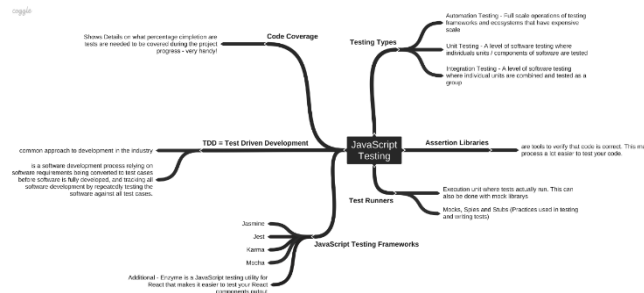 coggle
Shows Details on what percentage cimpletion are
tests are needed to be covered during the project
progress - very handy!
Code Coverage
Testing Types
Automation Testing - Full scale operations of testing
frameworks and ecosystems that have expensive
scale
Unit Testing - A level of software testing where
individuals units / components of software are tested
Integration Testing - A level of software testing
where individual units are combined and tested as a
group
common approach to development in the industry
TDD = Test Driven Development
is a software development process relying on
software requirements being converted to test cases
before software is fully developed, and tracking all
software development by repeatedly testing the
software against all test cases.
JavaScript
Testing
Assertion Libraries
are tools to verify that code is correct. This
process a lot easier to test your code.
Test Runners
Execution unit where tests actually run. This can
also be done with mock librarys
Mocks, Spies and Stubs (Practices used in testing
and writing tests)
Jasmine
Jest
Karma
Mocha
JavaScript Testing Frameworks
Additional - Enzyme is a JavaScript testing utility for
React that makes it easier to test your React
components output